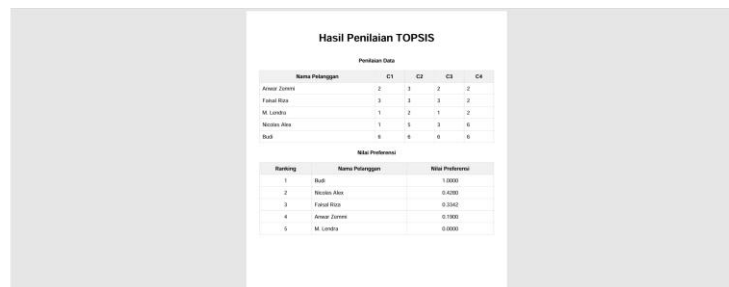 Hasil Penilaian TOPSIS
Penilaian Data
Nama Pelanggan C1 C2 C3 C4
Anwar Zommi 2 3 2 2
Faisal Riza 3 3 3 2
M. Lendra 1 2 1 2
Nicolas Alex 1 5 3 6
Budi 6 6 6 6
Nilai Preferensi
Ranking Nama Pelanggan Nilai Preferensi
1 Budi 1.0000
2 Nicolas Alex 0.4280
3 Faisal Riza 0.3342
4 Anwar Zommi 0.1900
5 M. Lendra 0.0000